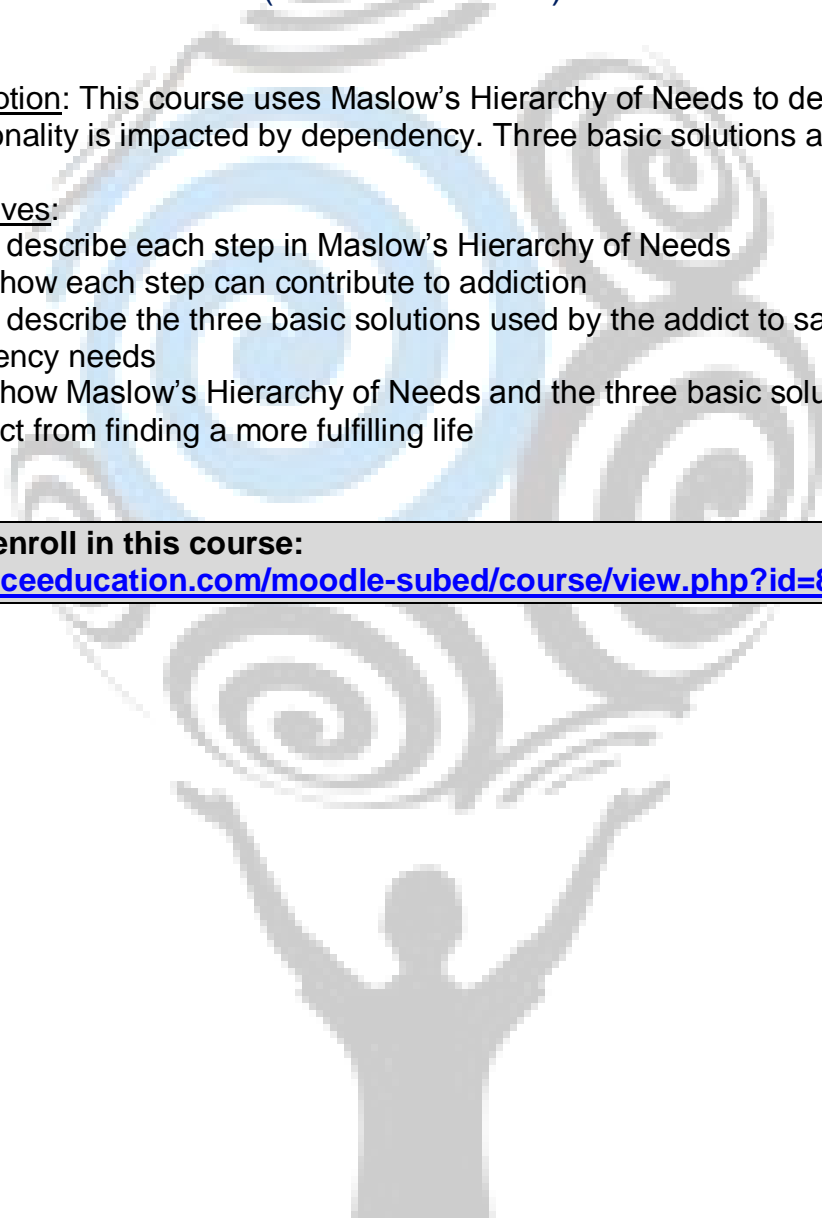 ption: This course uses Maslow’s Hierarchy of Needs to de
onality is impacted by dependency. Three basic solutions a
ves:
describe each step in Maslow’s Hierarchy of Needs
how each step can contribute to addiction
describe the three basic solutions used by the addict to sa
ency needs
how Maslow’s Hierarchy of Needs and the three basic solu
ct from finding a more fulfilling life
enroll in this course:
ceeducation.com/moodle-subed/course/view.php?id=8